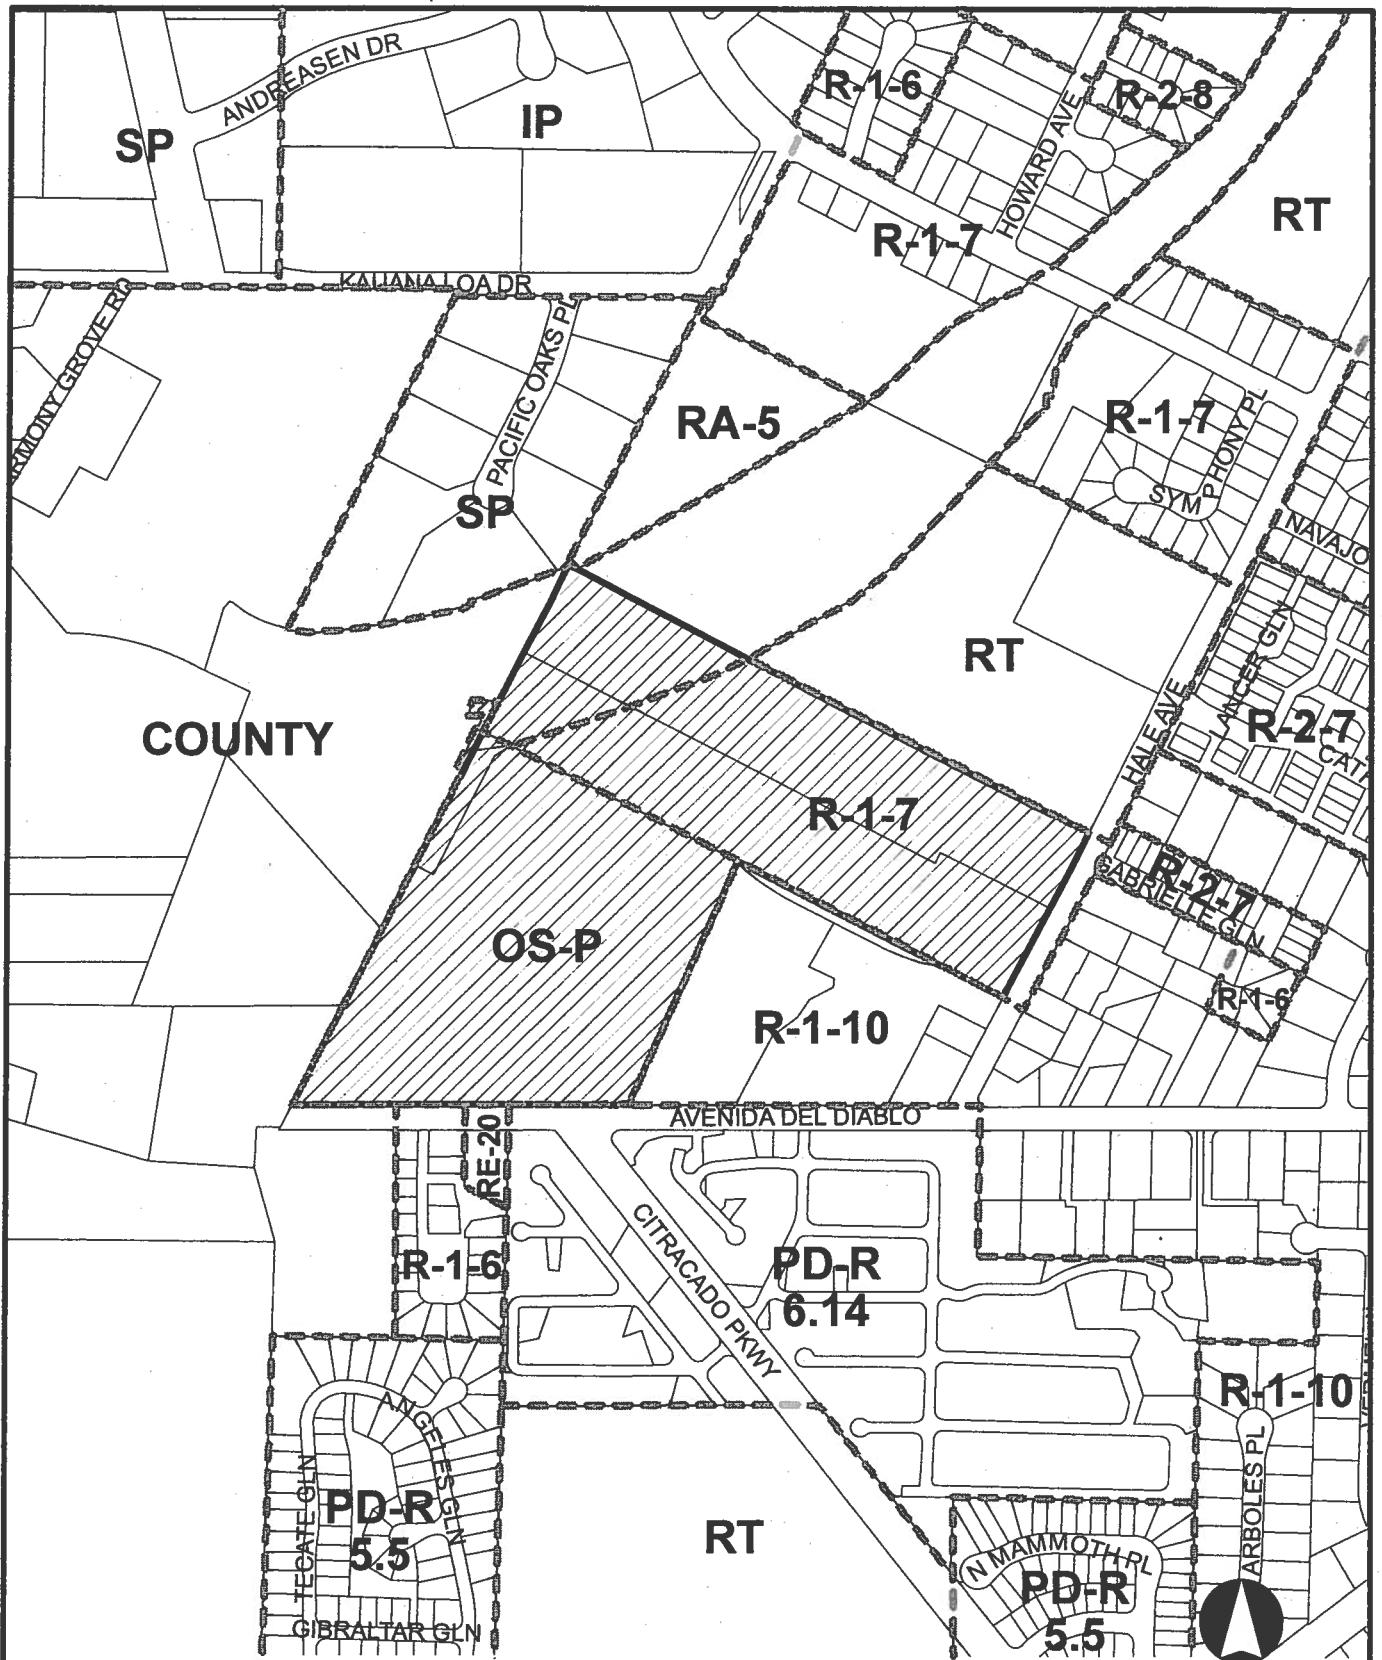 ANDREASEN DR
SP
IP
R-1-6
R-2-8
HOWARD AVE
RT
R-1-7
KAUANA LOA DR
RMONY GROVE RD
PACIFIC OAKS PL
RA-5
R-1-7
SYMPHONY PL
SP
NAVAJO
LANCER GLN
RT
COUNTY
HALE AVE
R-2-7
CATA
R-1-7
R-2-7
GABRIELLE GLN
OS-P
R-1-6
R-1-10
AVENIDA DEL DIABLO
RE-20
CITRACADO PKWY
R-1-6
PD-R
6.14
R-1-10
ANGELES GLN
TECATE GLN
PD-R
5.5
RT
ARBOLES PL
N MAMMOTH PL
PD-R
5.5
GIBRALTAR GLN